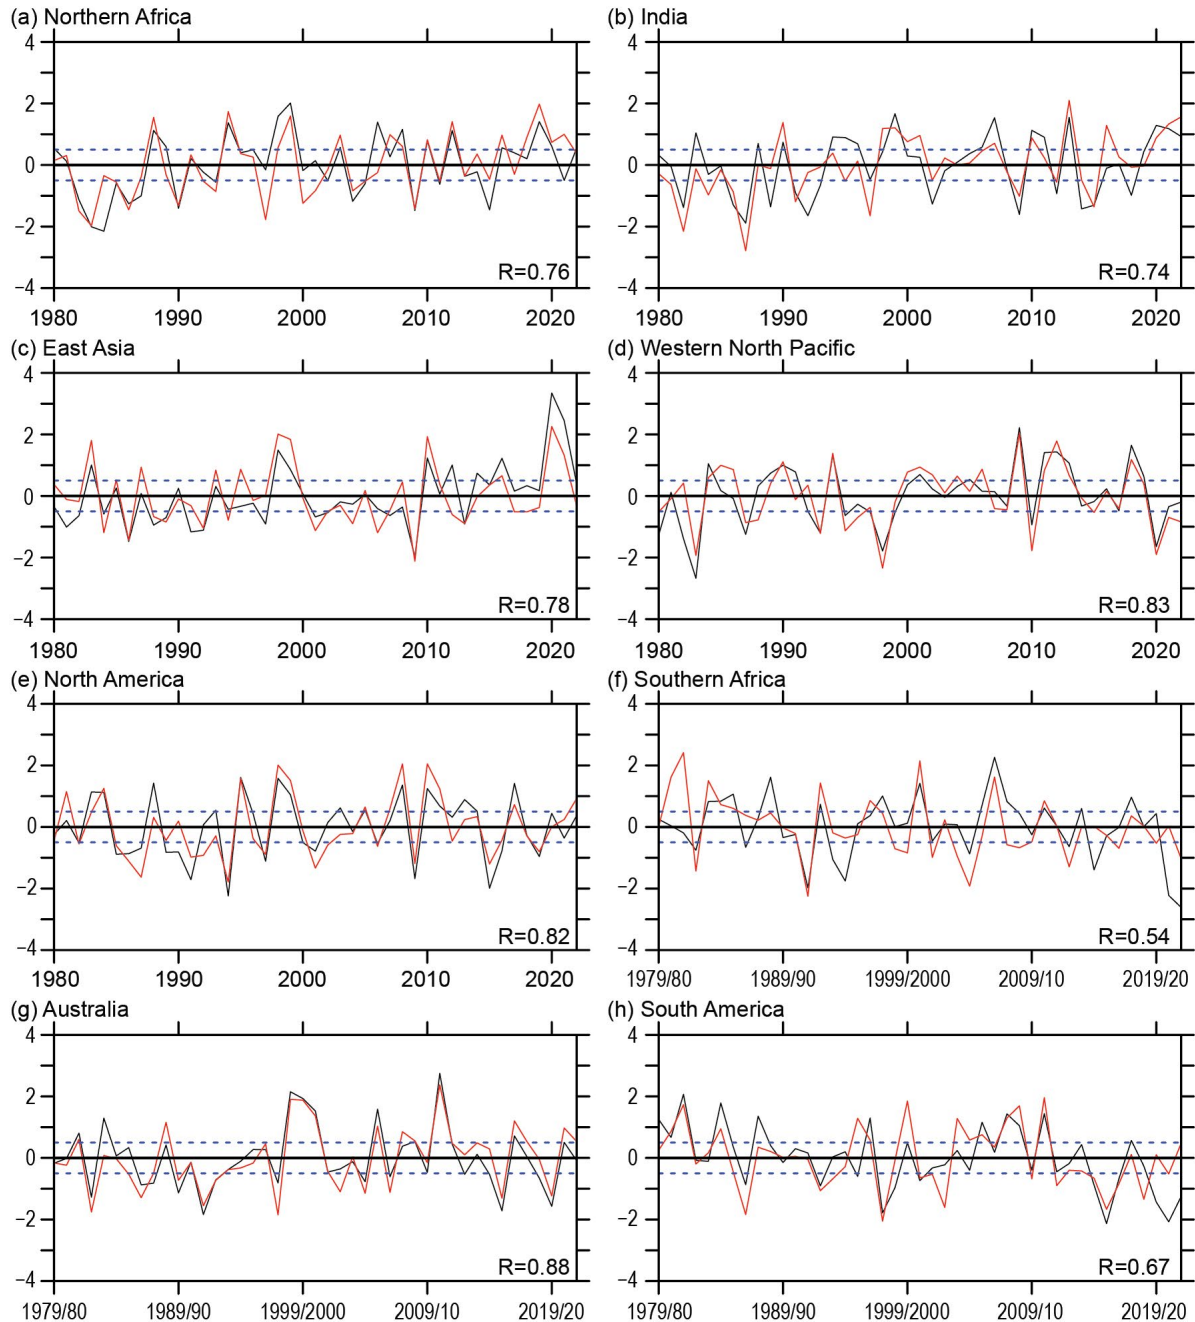 (a) Northern Africa
4
2
0
−2
−4
R=0.76
1980 1990 2000 2010 2020
(b) India
4
2
0
−2
−4
R=0.74
1980 1990 2000 2010 2020
(c) East Asia
4
2
0
−2
−4
R=0.78
1980 1990 2000 2010 2020
(d) Western North Pacific
4
2
0
−2
−4
R=0.83
1980 1990 2000 2010 2020
(e) North America
4
2
0
−2
−4
R=0.82
1980 1990 2000 2010 2020
(f) Southern Africa
4
2
0
−2
−4
R=0.54
1979/80 1989/90 1999/2000 2009/10 2019/20
(g) Australia
4
2
0
−2
−4
R=0.88
1979/80 1989/90 1999/2000 2009/10 2019/20
(h) South America
4
2
0
−2
−4
R=0.67
1979/80 1989/90 1999/2000 2009/10 2019/20